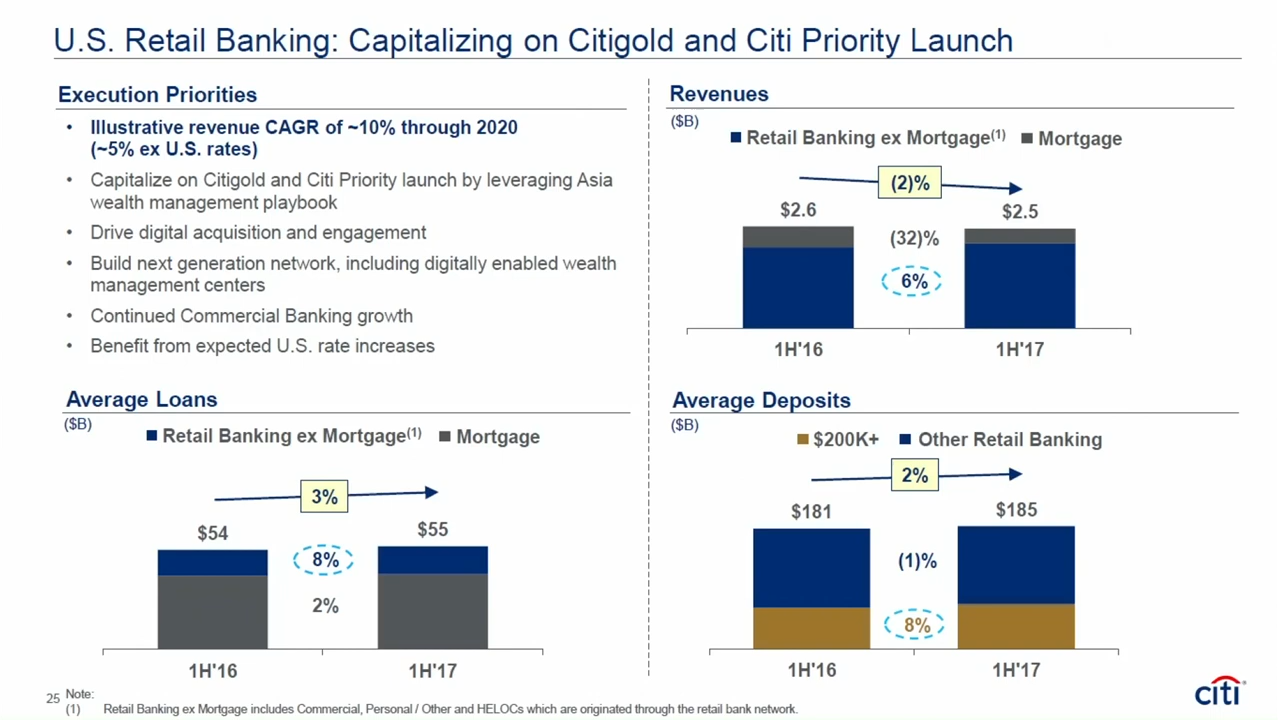 U.S. Retail Banking: Capitalizing on Citigold and Citi Priority Launch
Execution Priorities
• Illustrative revenue CAGR of ~10% through 2020
(~5% ex U.S. rates)
• Capitalize on Citigold and Citi Priority launch by leveraging Asia
wealth management playbook
• Drive digital acquisition and engagement
• Build next generation network, including digitally enabled wealth
management centers
• Continued Commercial Banking growth
• Benefit from expected U.S. rate increases
Revenues
($B)
Retail Banking ex Mortgage(1) Mortgage
(2)%
$2.6 $2.5
(32)%
6%
1H'16 1H'17
Average Loans
($B)
Retail Banking ex Mortgage(1) Mortgage
3%
$54 $55
8%
2%
1H'16 1H'17
Average Deposits
($B)
$200K+ Other Retail Banking
2%
$181 $185
(1)%
8%
1H'16 1H'17
25 Note:
(1) Retail Banking ex Mortgage includes Commercial, Personal / Other and HELOCs which are originated through the retail bank network.
citi